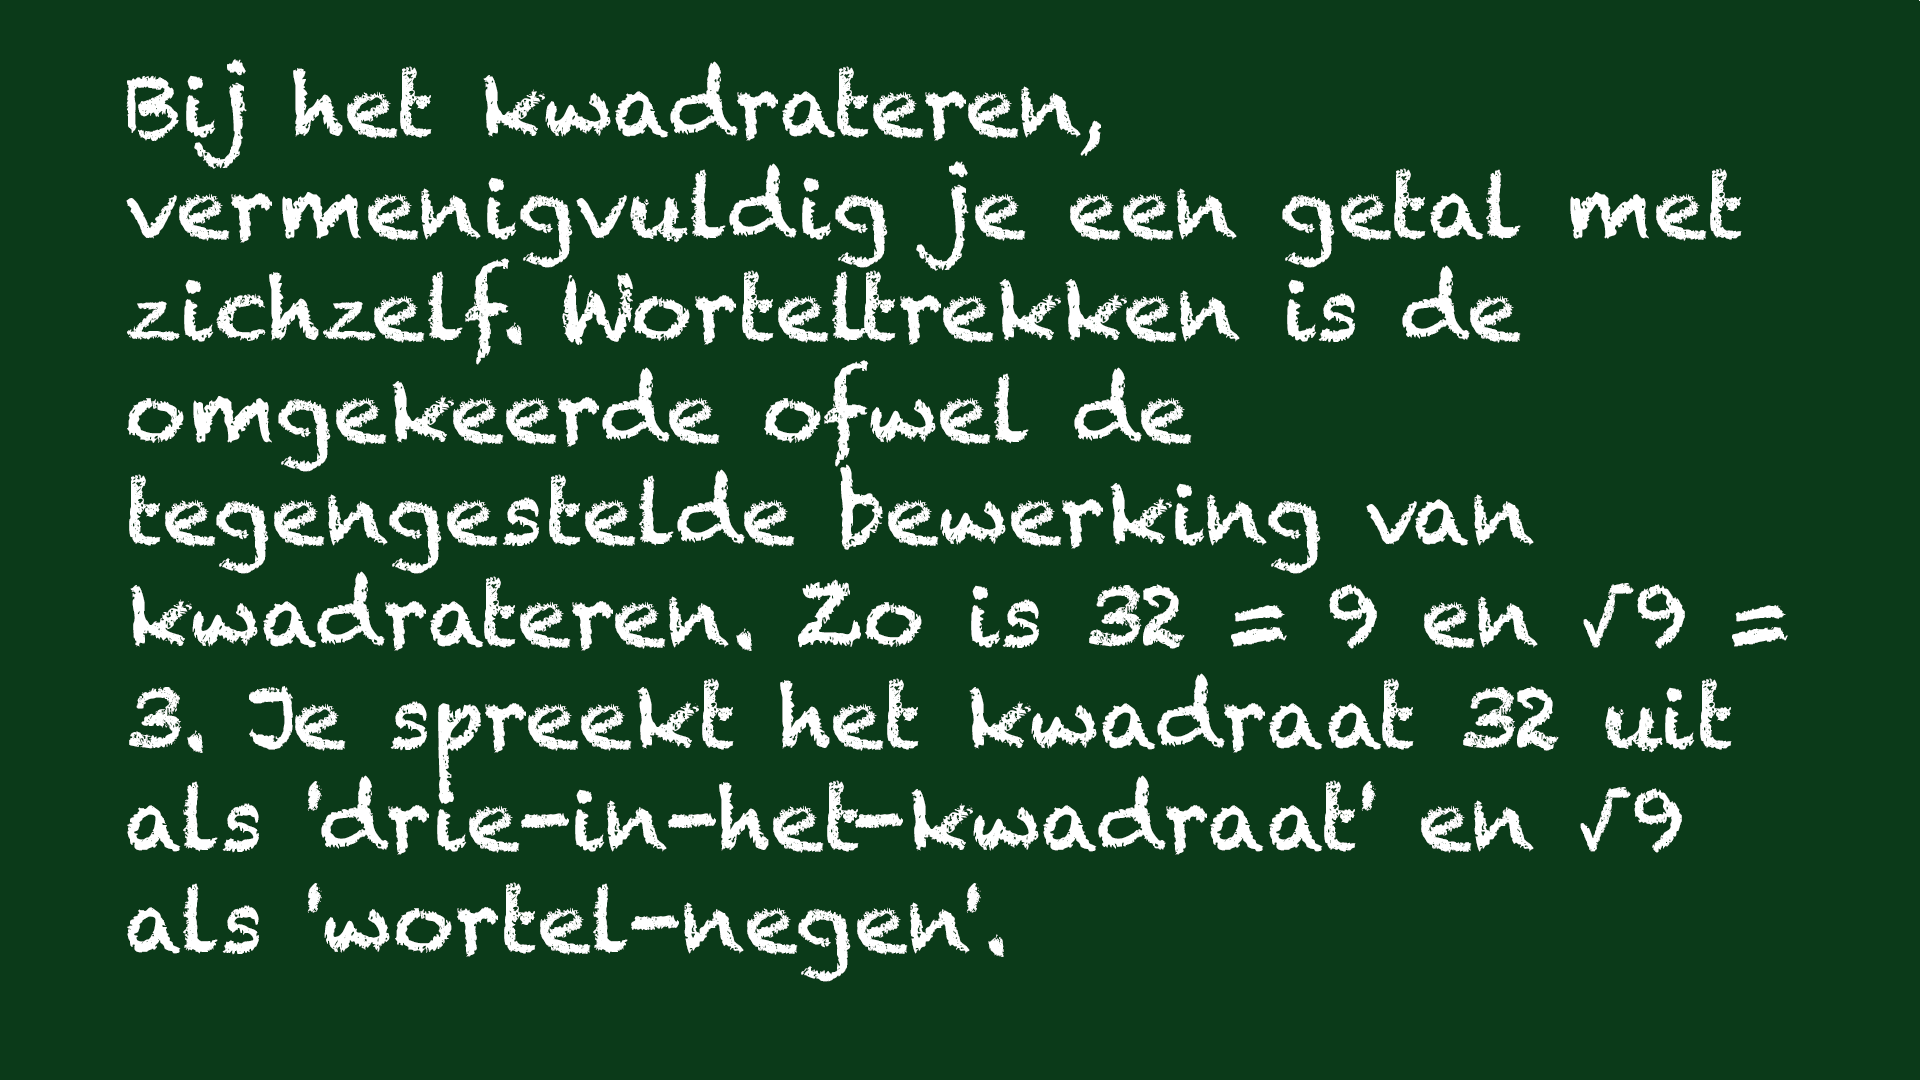 Bij het kwadrateren,
vermenigvuldig je een getal met
zichzelf. Worteltrekken is de
omgekeerde ofwel de
tegengestelde bewerking van
kwadrateren. Zo is 32 = 9 en √9 =
3. Je spreekt het kwadraat 32 uit
als 'drie-in-het-kwadraat' en √9
als 'wortel-negen'.